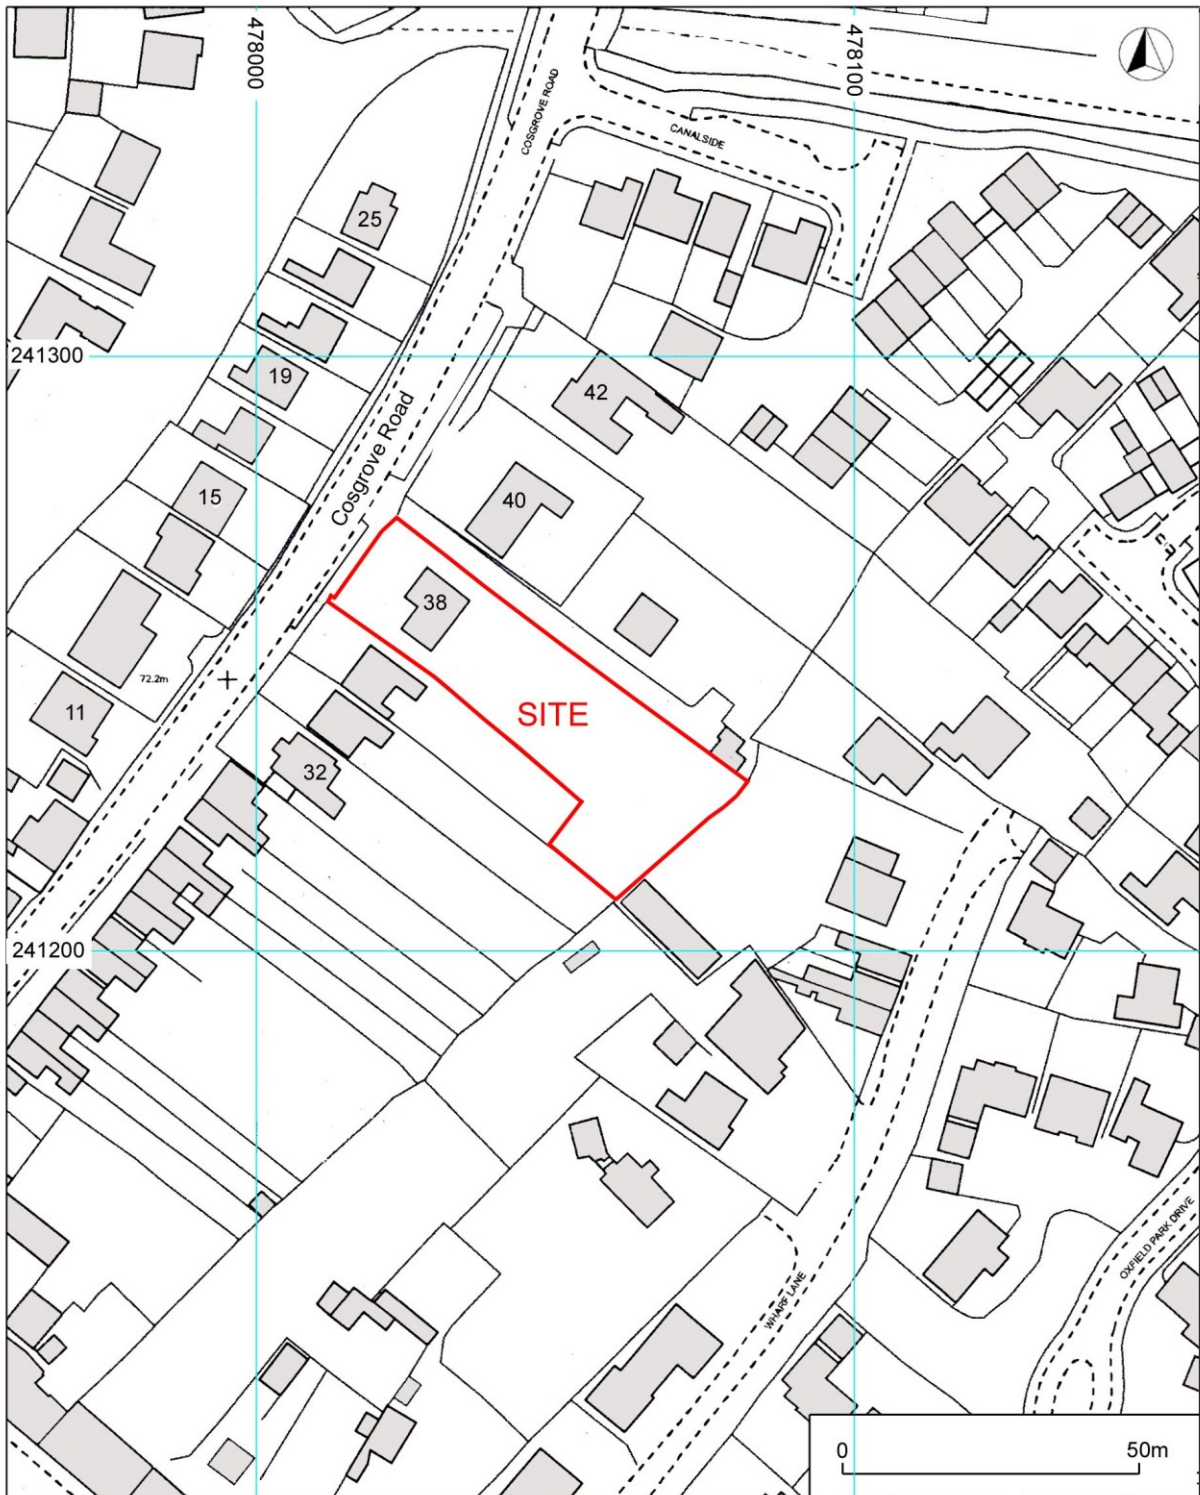 478000
478100
COSGROVE ROAD
CANALSIDE
25
241300
19
42
Cosgrove Road
15
40
38
72.2m
11
SITE
32
241200
OXFIELD PARK DRIVE
WHARF LANE
0 50m